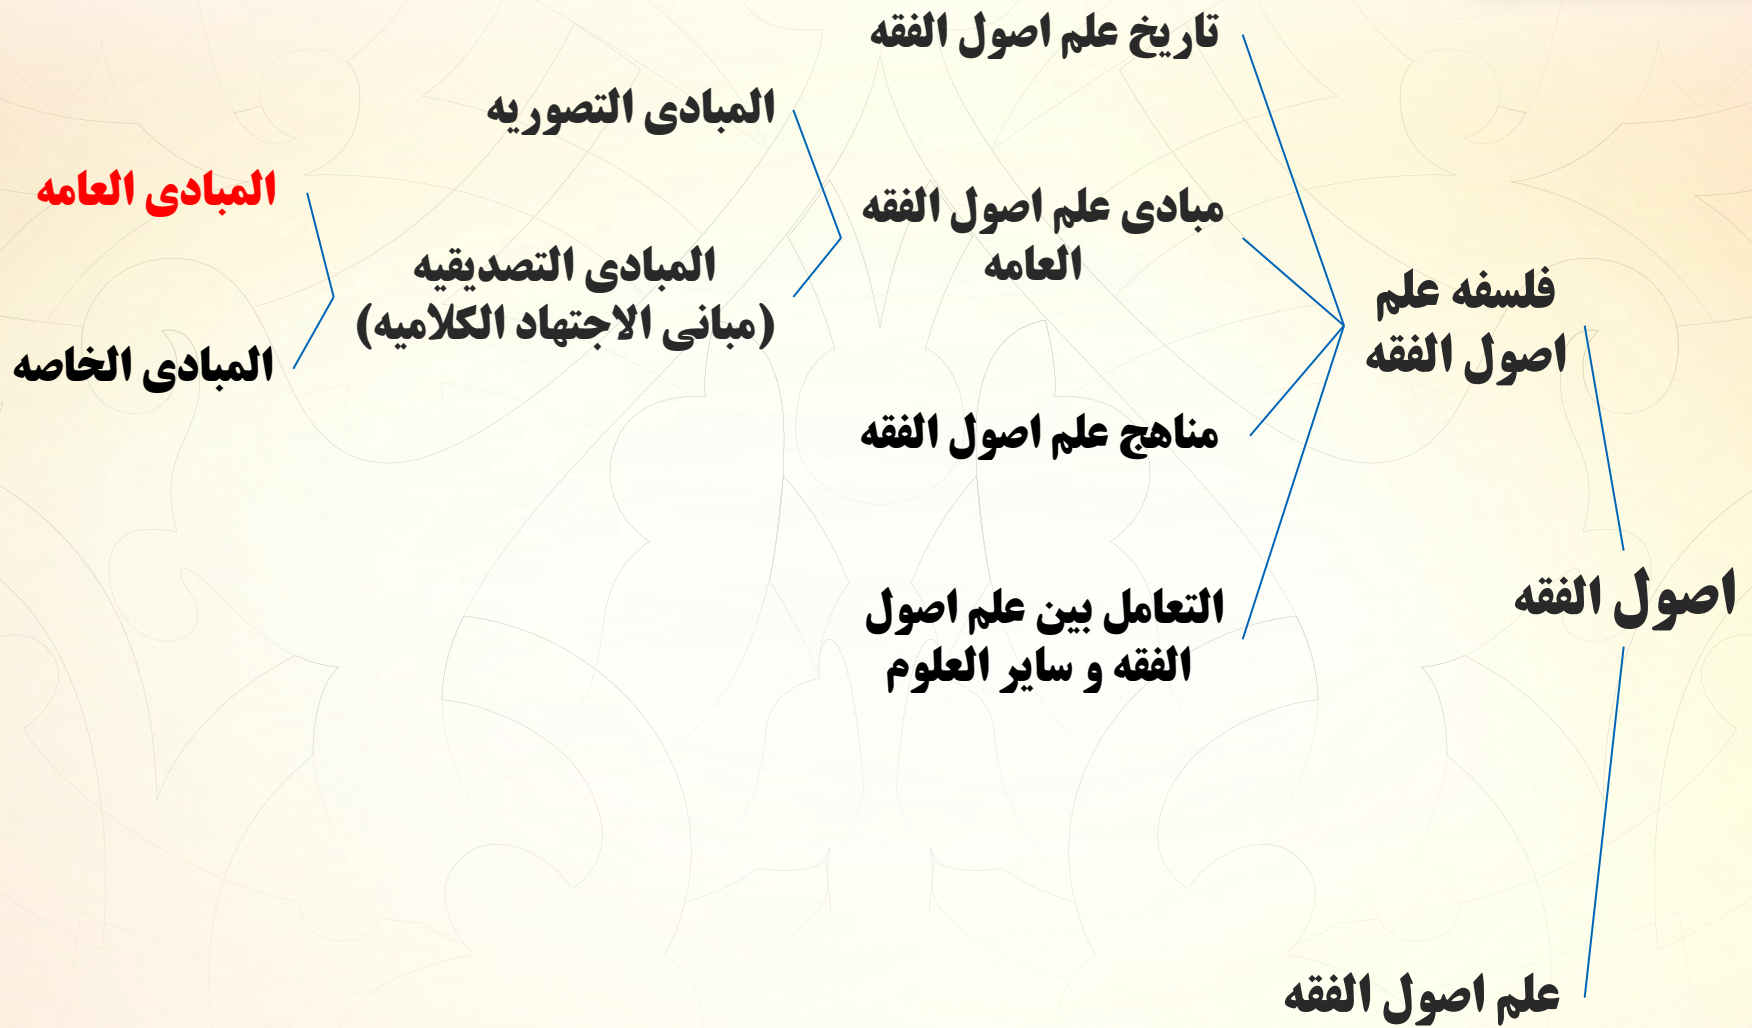 اصول الفقه
فلسفه علم
اصول الفقه
تاریخ علم اصول الفقه
مبادی علم اصول الفقه
العامه
المبادی التصوریه
المبادی التصدیقیه
(مبانی الاجتهاد الکلامیه)
المبادی العامه
المبادی الخاصه
مناهج علم اصول الفقه
التعامل بین علم اصول
الفقه و سایر العلوم
علم اصول الفقه